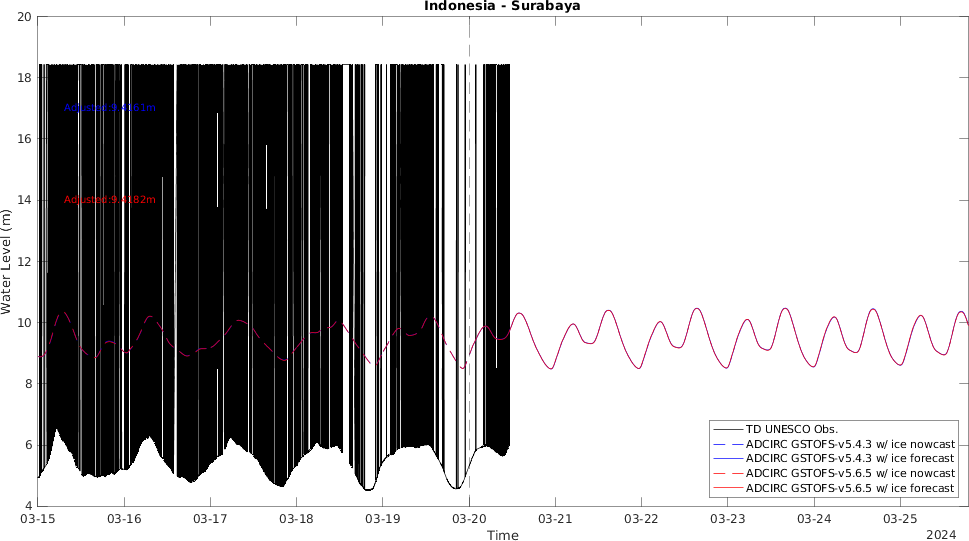 Indonesia - Surabaya
20
18
16
14
12
10
8
6
4
Water Level (m)
03-15
03-16
03-17
03-18
03-19
03-20
03-21
03-22
03-23
03-24
03-25
Time
2024
TD UNESCO Obs.
ADCIRC GSTOFS-v5.4.3 w/ ice nowcast
ADCIRC GSTOFS-v5.4.3 w/ ice forecast
ADCIRC GSTOFS-v5.6.5 w/ ice nowcast
ADCIRC GSTOFS-v5.6.5 w/ ice forecast